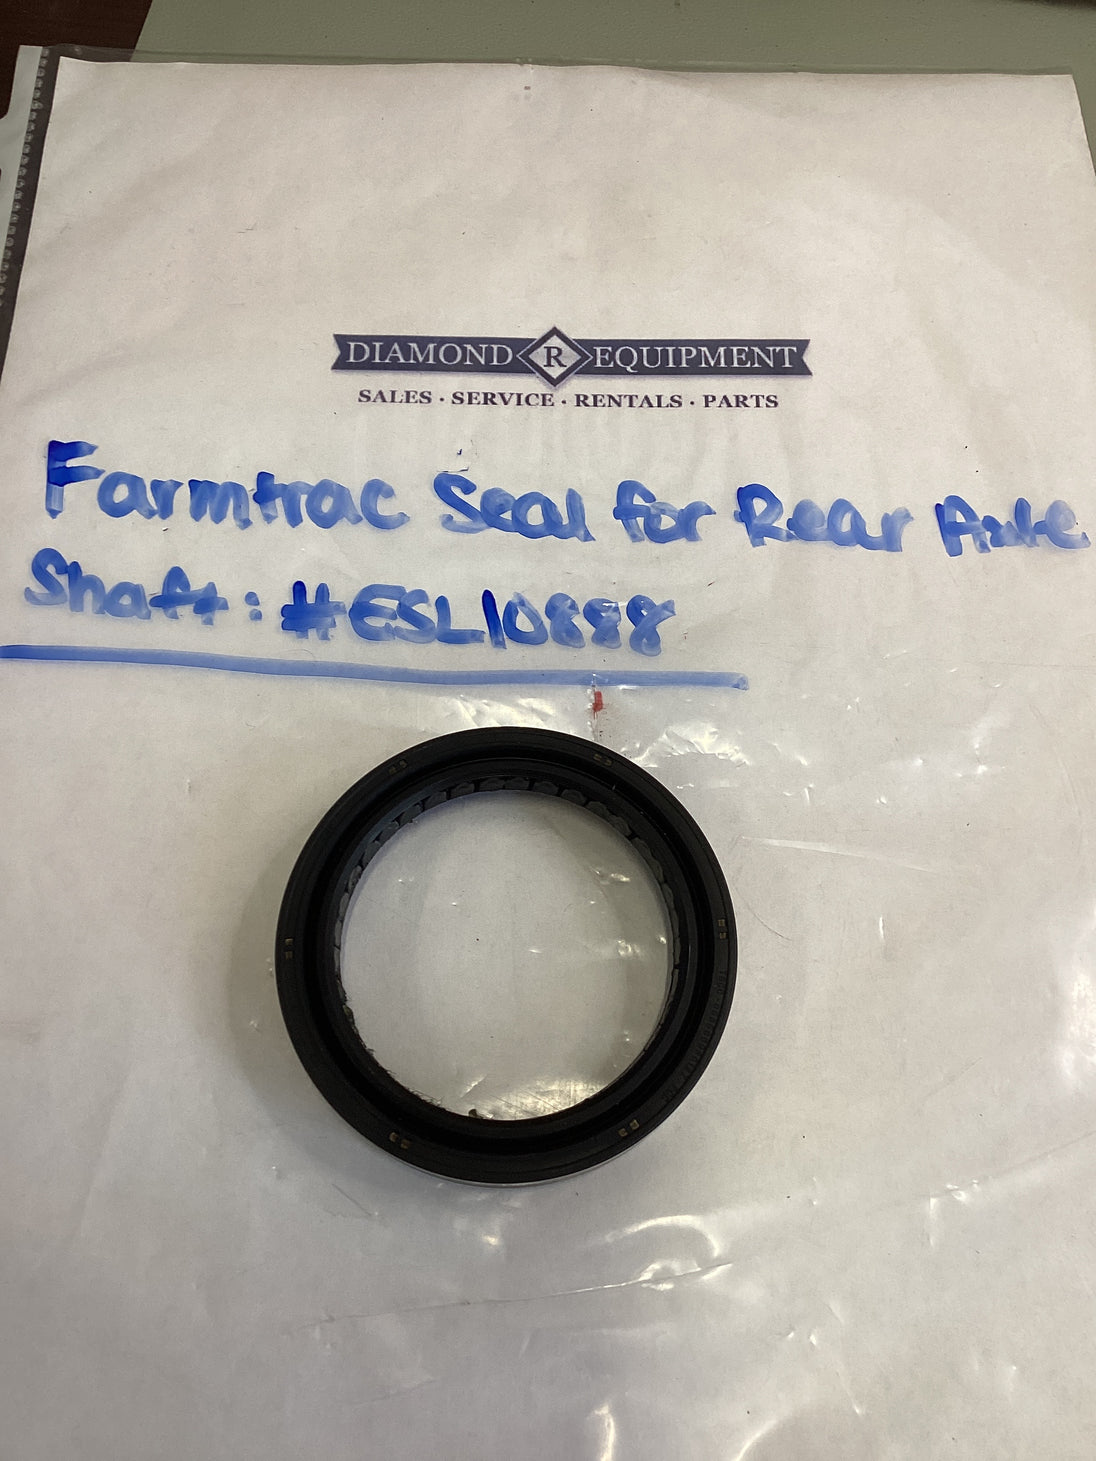 DIAMOND R EQUIPMENT
SALES · SERVICE · RENTALS · PARTS
Farmtrac Seal for Rear Axle
Shaft: #ESL10888